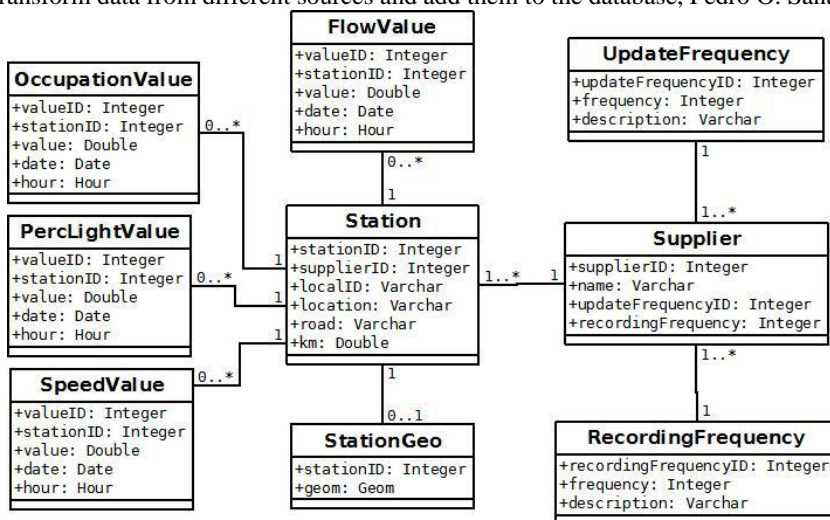 ransform data from different sources and add them to the database, Pedro O. San
FlowValue
+valueID: Integer
+stationID: Integer
+value: Double
+date: Date
+hour: Hour
UpdateFrequency
+updateFrequencyID: Integer
+frequency: Integer
+description: Varchar
OccupationValue
+valueID: Integer
+stationID: Integer
+value: Double
+date: Date
+hour: Hour
0..*
0..*
1
1
1..*
PercLightValue
+valueID: Integer
+stationID: Integer
+value: Double
+date: Date
+hour: Hour
0..*
Station
+stationID: Integer
+supplierID: Integer
+localID: Varchar
+location: Varchar
+road: Varchar
+km: Double
1
1
1
1..*
1
Supplier
+supplierID: Integer
+name: Varchar
+updateFrequencyID: Integer
+recordingFrequency: Integer
SpeedValue
+valueID: Integer
+stationID: Integer
+value: Double
+date: Date
+hour: Hour
0..*
1
0..1
1..*
1
StationGeo
+stationID: Integer
+geom: Geom
RecordingFrequency
+recordingFrequencyID: Integer
+frequency: Integer
+description: Varchar